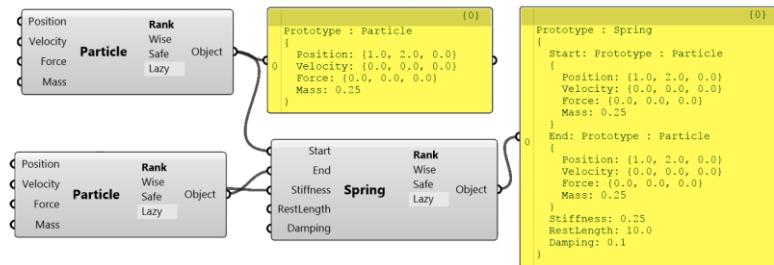 Position
Velocity
Force
Mass
Particle
Rank
Wise
Safe
Lazy
Object
{0}
0
Prototype : Particle
{
Position: {1.0, 2.0, 0.0}
Velocity: {0.0, 0.0, 0.0}
Force: {0.0, 0.0, 0.0}
Mass: 0.25
}
Position
Velocity
Force
Mass
Particle
Rank
Wise
Safe
Lazy
Object
Start
End
Stiffness
RestLength
Damping
Spring
Rank
Wise
Safe
Lazy
Object
{0}
0
Prototype : Spring
{
Start: Prototype : Particle
{
Position: {1.0, 2.0, 0.0}
Velocity: {0.0, 0.0, 0.0}
Force: {0.0, 0.0, 0.0}
Mass: 0.25
}
End: Prototype : Particle
{
Position: {1.0, 2.0, 0.0}
Velocity: {0.0, 0.0, 0.0}
Force: {0.0, 0.0, 0.0}
Mass: 0.25
}
Stiffness: 0.25
RestLength: 10.0
Damping: 0.1
}